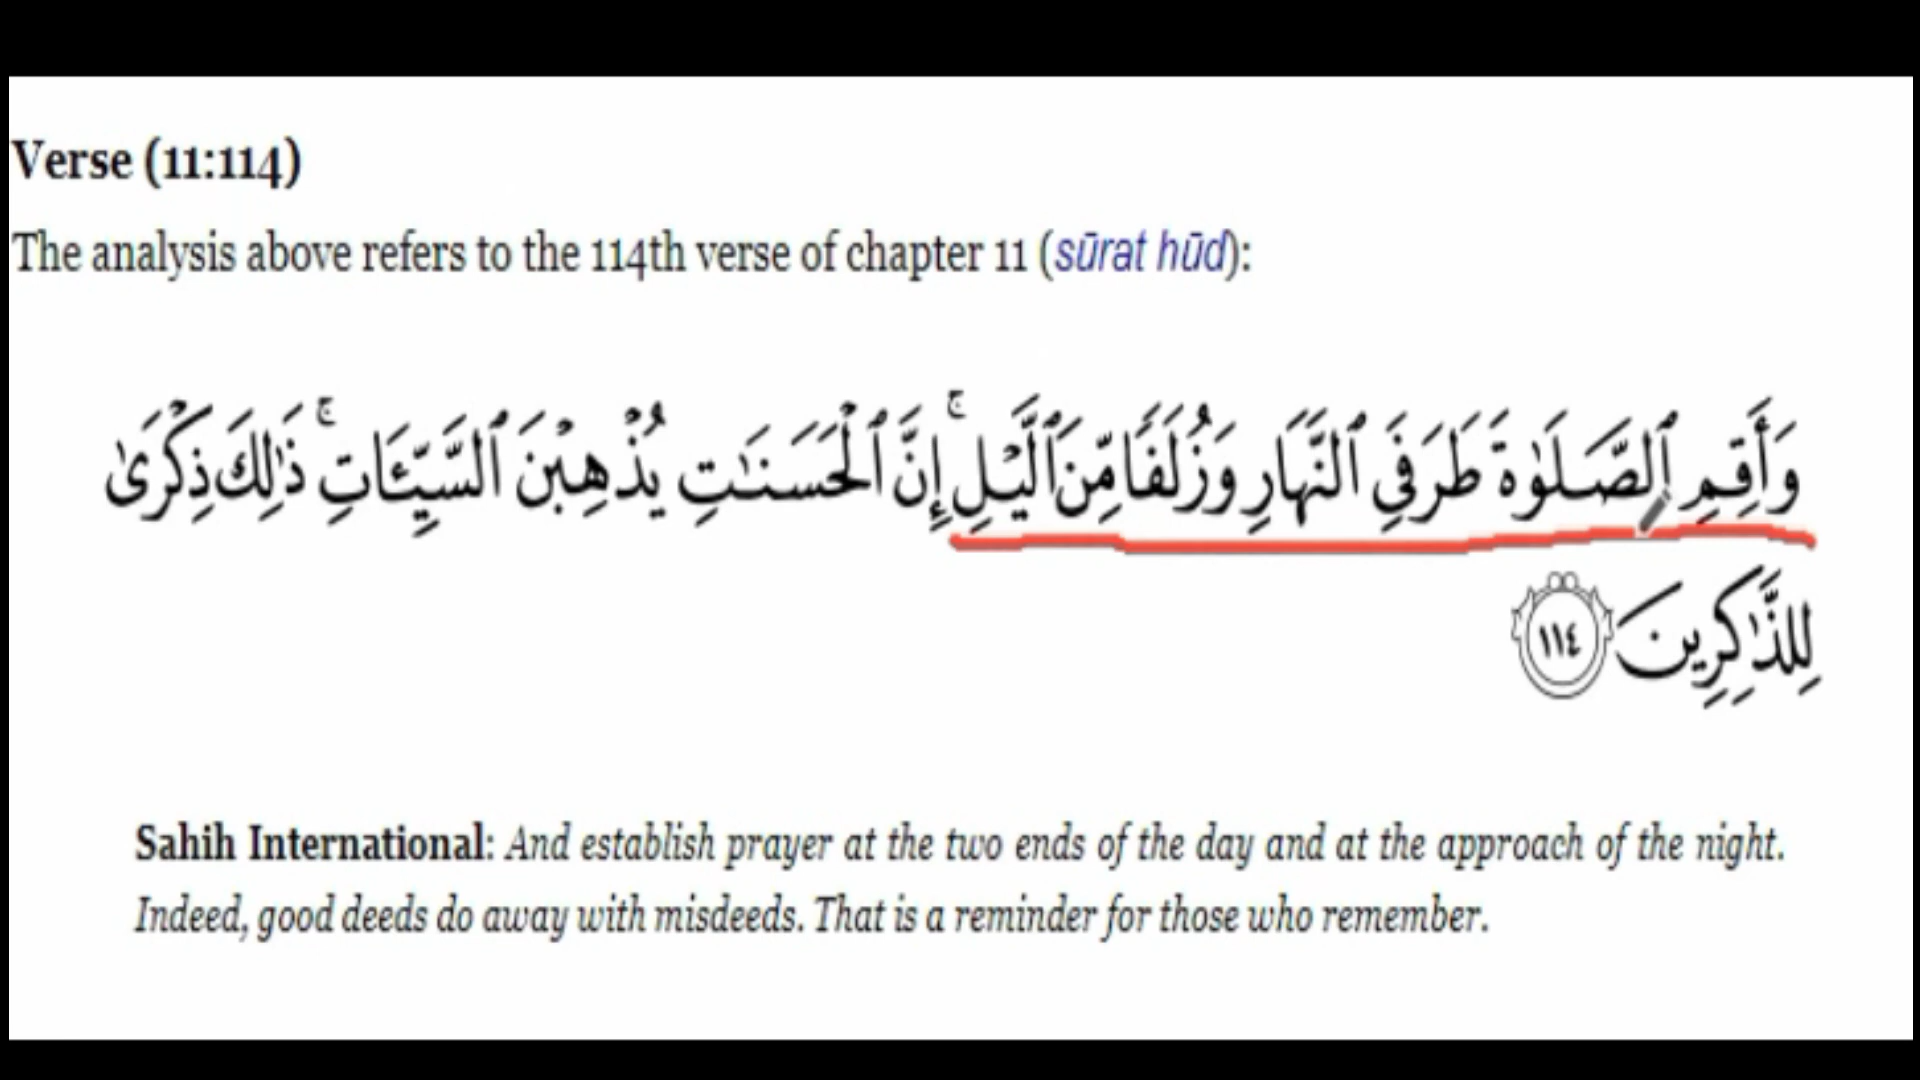 Verse (11:114)
The analysis above refers to the 114th verse of chapter 11 (sūrat hūd):
وَأَقِمِ ٱلصَّلَوٰةَ طَرَفَيِ ٱلنَّهَارِ وَزُلَفًا مِّنَ ٱلَّيْلِ ۚ إِنَّ ٱلْحَسَنَـٰتِ يُذْهِبْنَ ٱلسَّيِّـَٔاتِ ۚ ذَٰلِكَ ذِكْرَىٰ
لِلذَّٰكِرِينَ ١١٤
Sahih International: And establish prayer at the two ends of the day and at the approach of the night.
Indeed, good deeds do away with misdeeds. That is a reminder for those who remember.